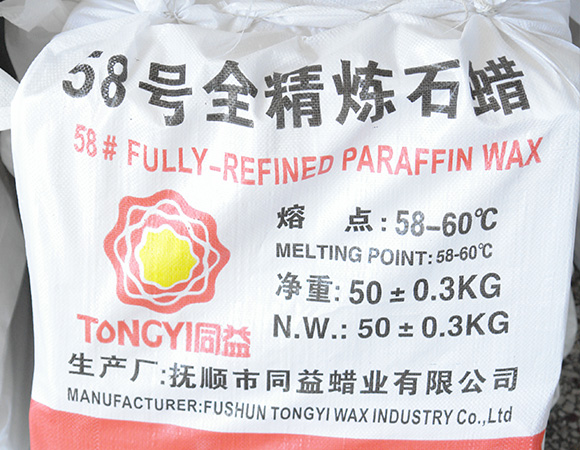 58号全精炼石蜡
58# FULLY-REFINED PARAFFIN WAX
熔 点:58-60℃
MELTING POINT:58-60℃
净重:50±0.3KG
N.W.:50±0.3KG
TONGYI同益
生产厂:抚顺市同益蜡业有限公司
MANUFACTURER:FUSHUN TONGYI WAX INDUSTRY Co.,Ltd